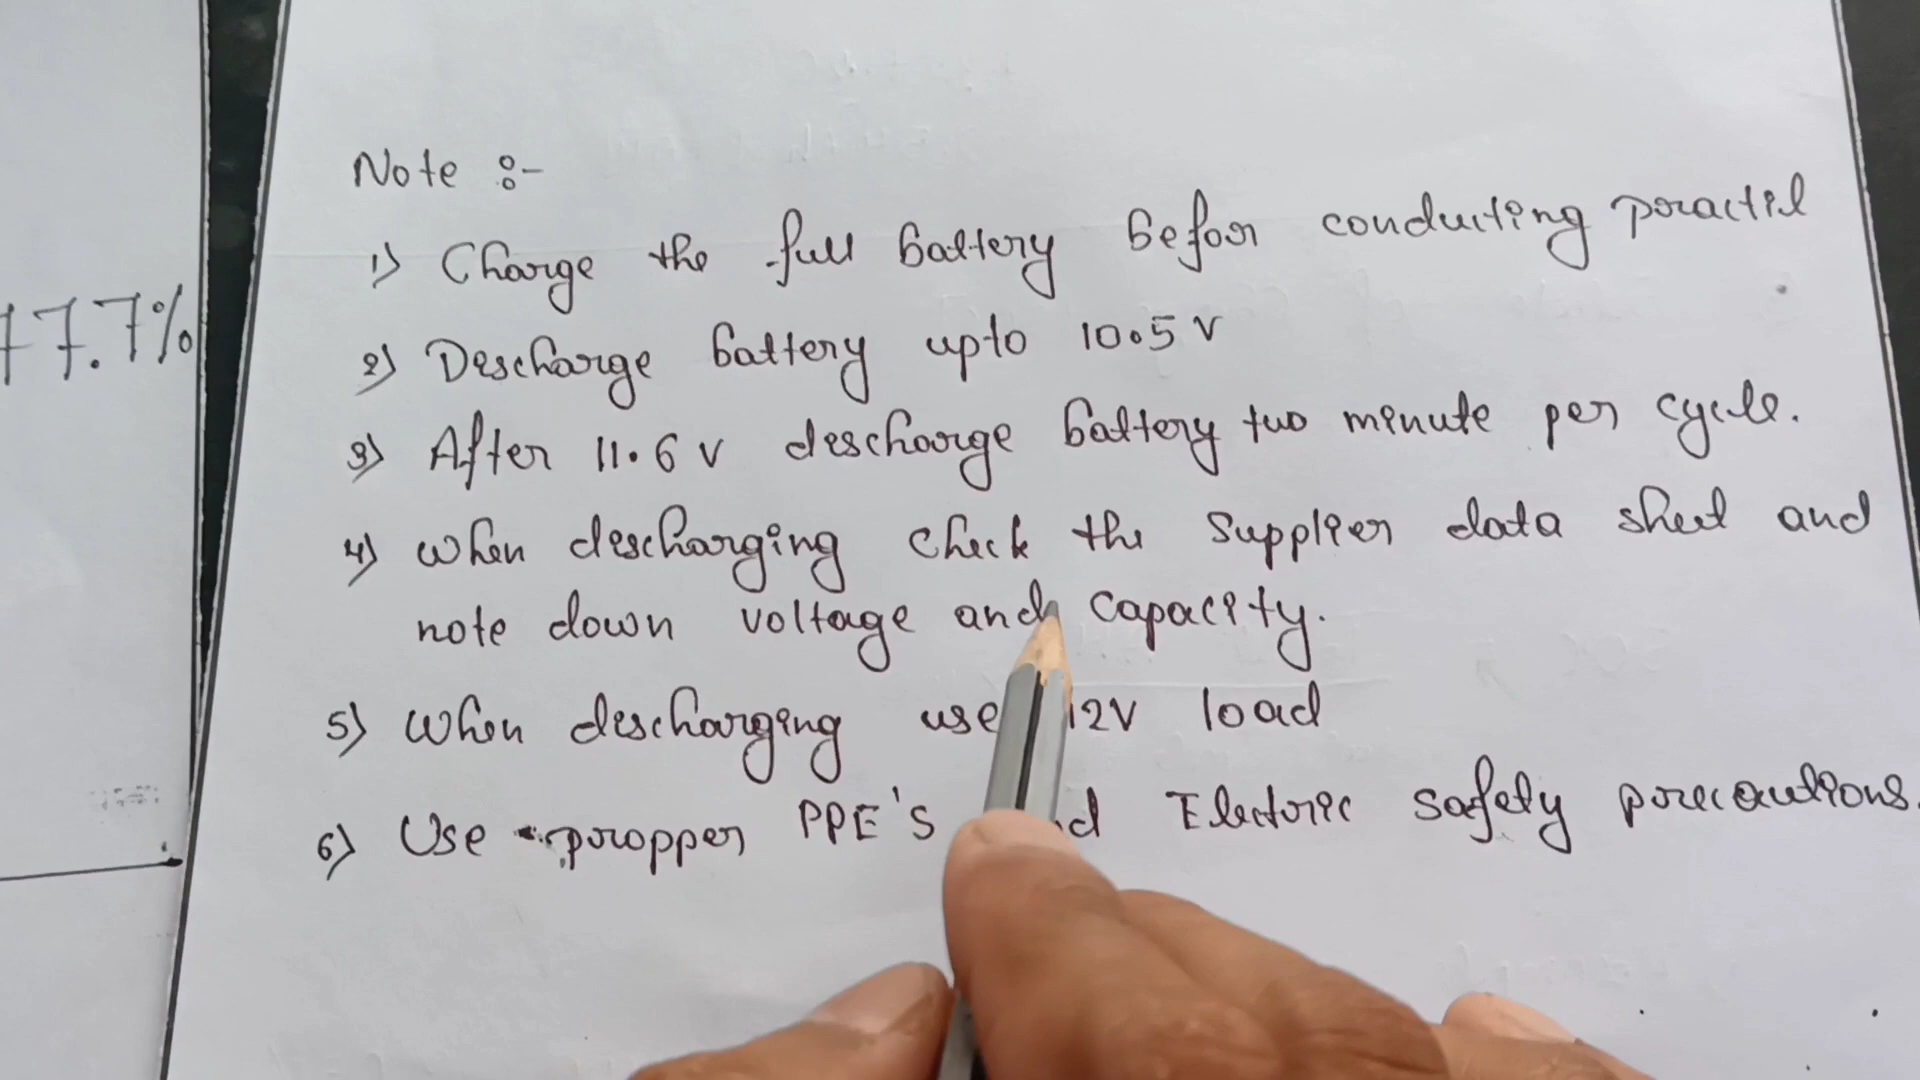 77.7%
Note :-
1) Charge the full battery befor conducting practil
2) Descharge battery upto 10.5 V
3) After 11.6 V descharge battery two minute per cycle.
4) When descharging check the Supplier data sheet and
note down voltage and capacity.
5) When descharging use 12V load
6) Use propper PPE's and Electric safety precautions.